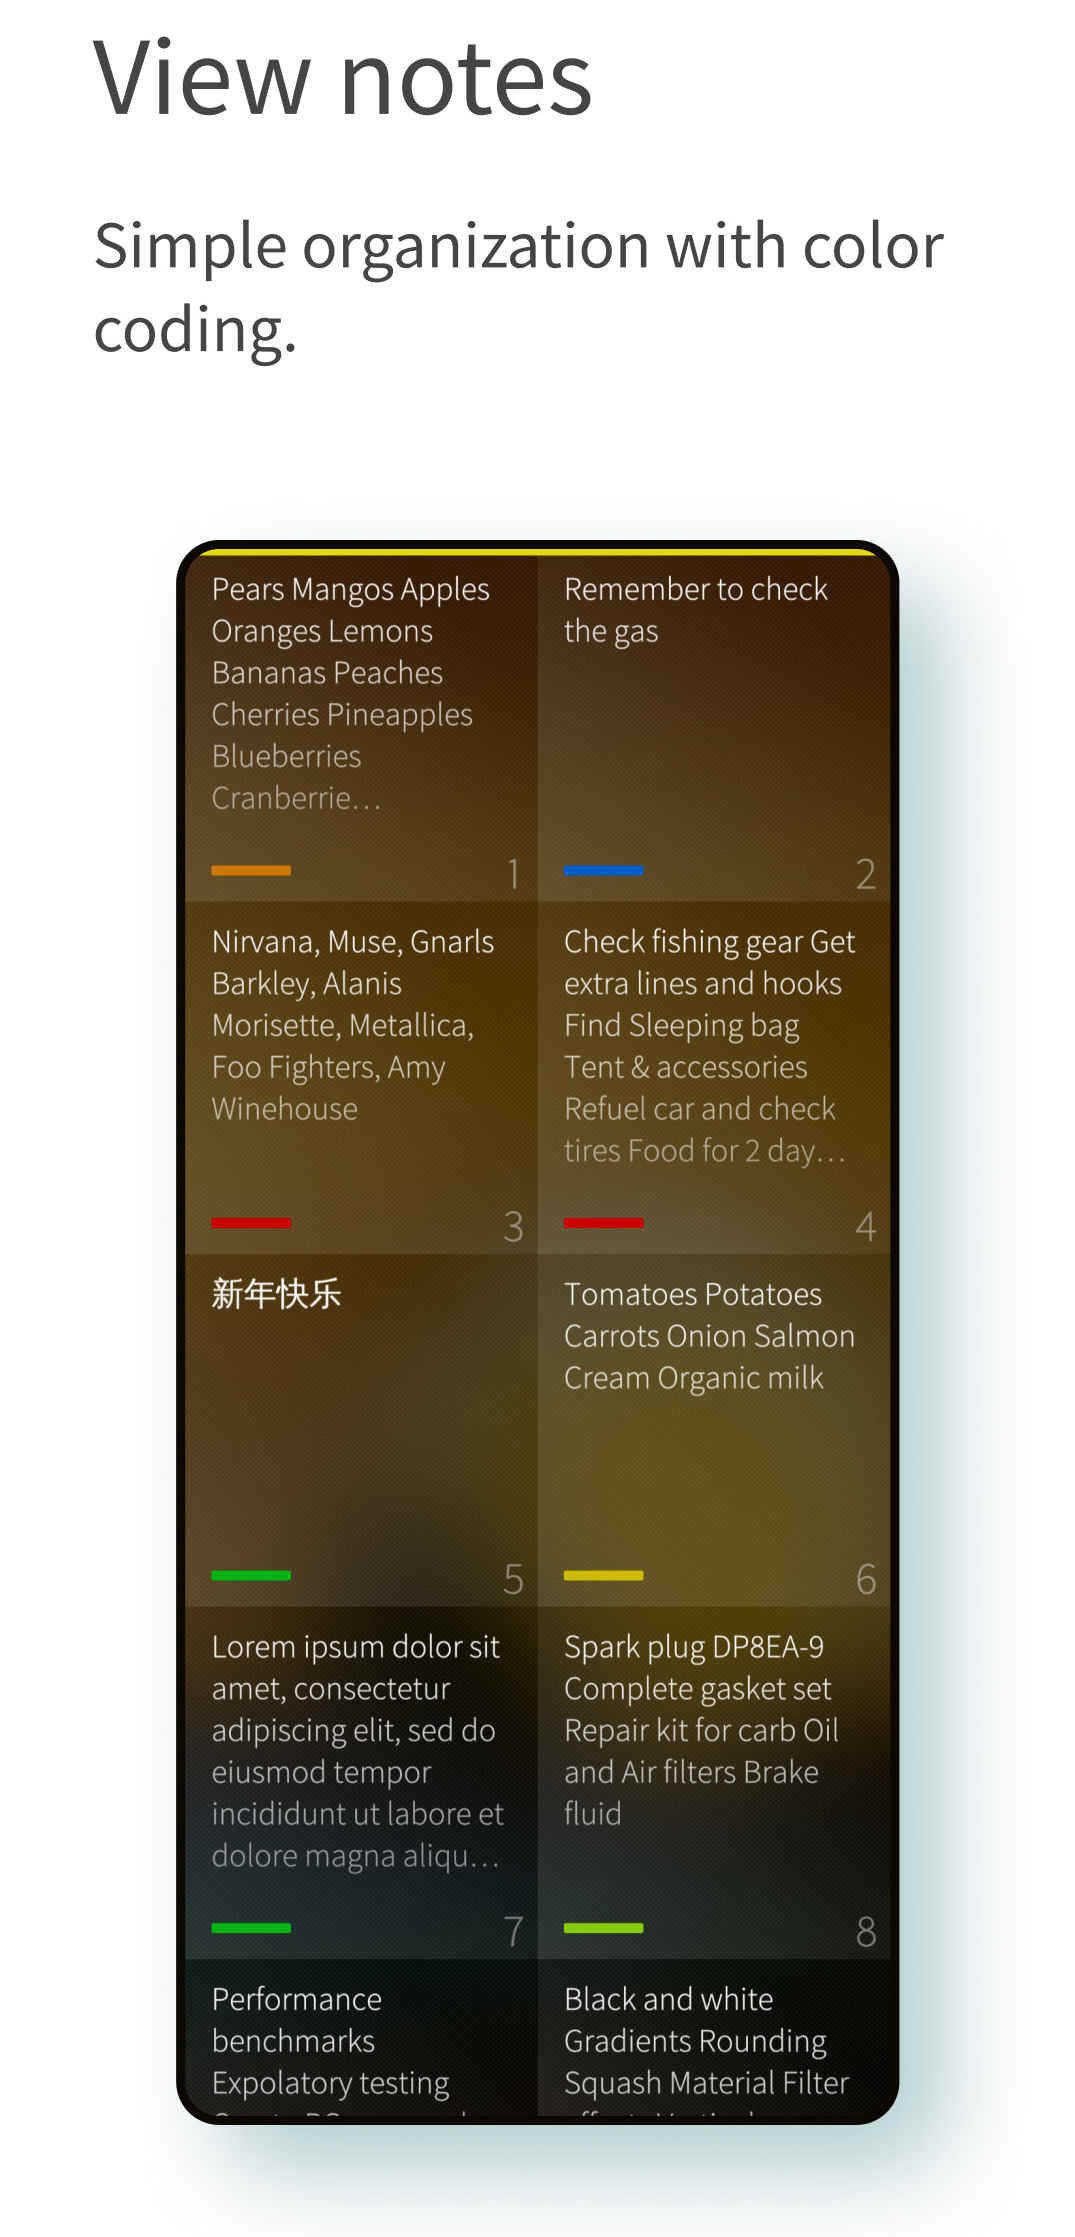 View notes
Simple organization with color
coding.
Pears Mangos Apples
Oranges Lemons
Bananas Peaches
Cherries Pineapples
Blueberries
Cranberrie…
1
Remember to check
the gas
2
Nirvana, Muse, Gnarls
Barkley, Alanis
Morisette, Metallica,
Foo Fighters, Amy
Winehouse
3
Check fishing gear Get
extra lines and hooks
Find Sleeping bag
Tent & accessories
Refuel car and check
tires Food for 2 day…
4
新年快乐
5
Tomatoes Potatoes
Carrots Onion Salmon
Cream Organic milk
6
Lorem ipsum dolor sit
amet, consectetur
adipiscing elit, sed do
eiusmod tempor
incididunt ut labore et
dolore magna aliqu…
7
Spark plug DP8EA-9
Complete gasket set
Repair kit for carb Oil
and Air filters Brake
fluid
8
Performance
benchmarks
Expolatory testing
Black and white
Gradients Rounding
Squash Material Filter